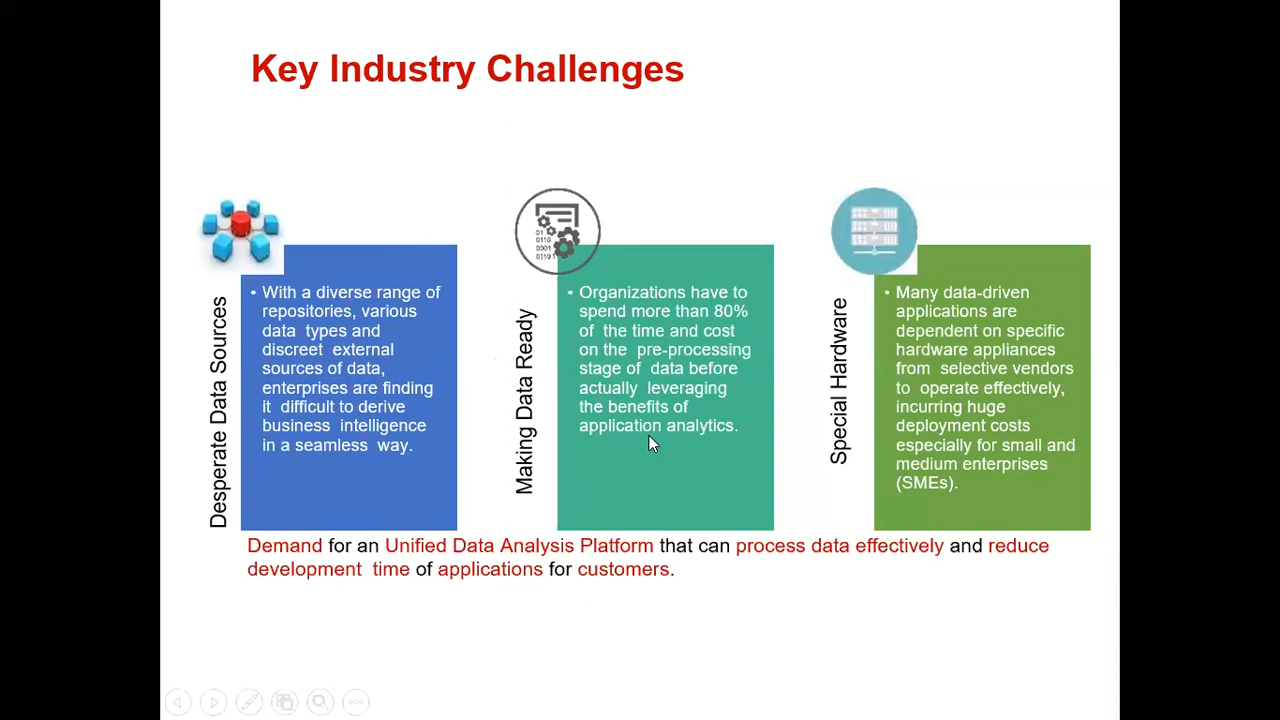 Key Industry Challenges
Desperate Data Sources
• With a diverse range of
repositories, various
data types and
discreet external
sources of data,
enterprises are finding
it difficult to derive
business intelligence
in a seamless way.
Making Data Ready
• Organizations have to
spend more than 80%
of the time and cost
on the pre-processing
stage of data before
actually leveraging
the benefits of
application analytics.
Special Hardware
• Many data-driven
applications are
dependent on specific
hardware appliances
from selective vendors
to operate effectively,
incurring huge
deployment costs
especially for small and
medium enterprises
(SMEs).
Demand for an Unified Data Analysis Platform that can process data effectively and reduce
development time of applications for customers.